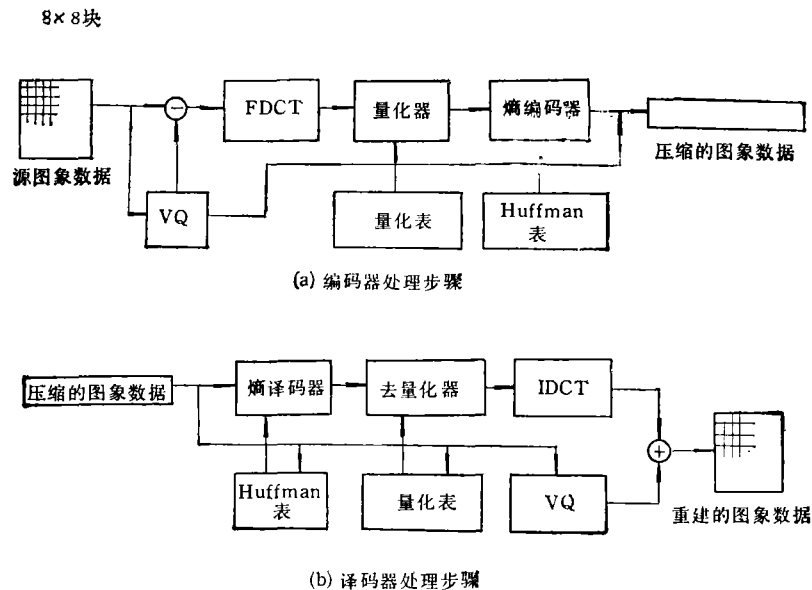 8×8块
FDCT
量化器
熵编码器
源图象数据
压缩的图象数据
VQ
量化表
Huffman
表
(a) 编码器处理步骤
压缩的图象数据
熵译码器
去量化器
IDCT
Huffman
表
量化表
VQ
重建的图象数据
(b) 译码器处理步骤